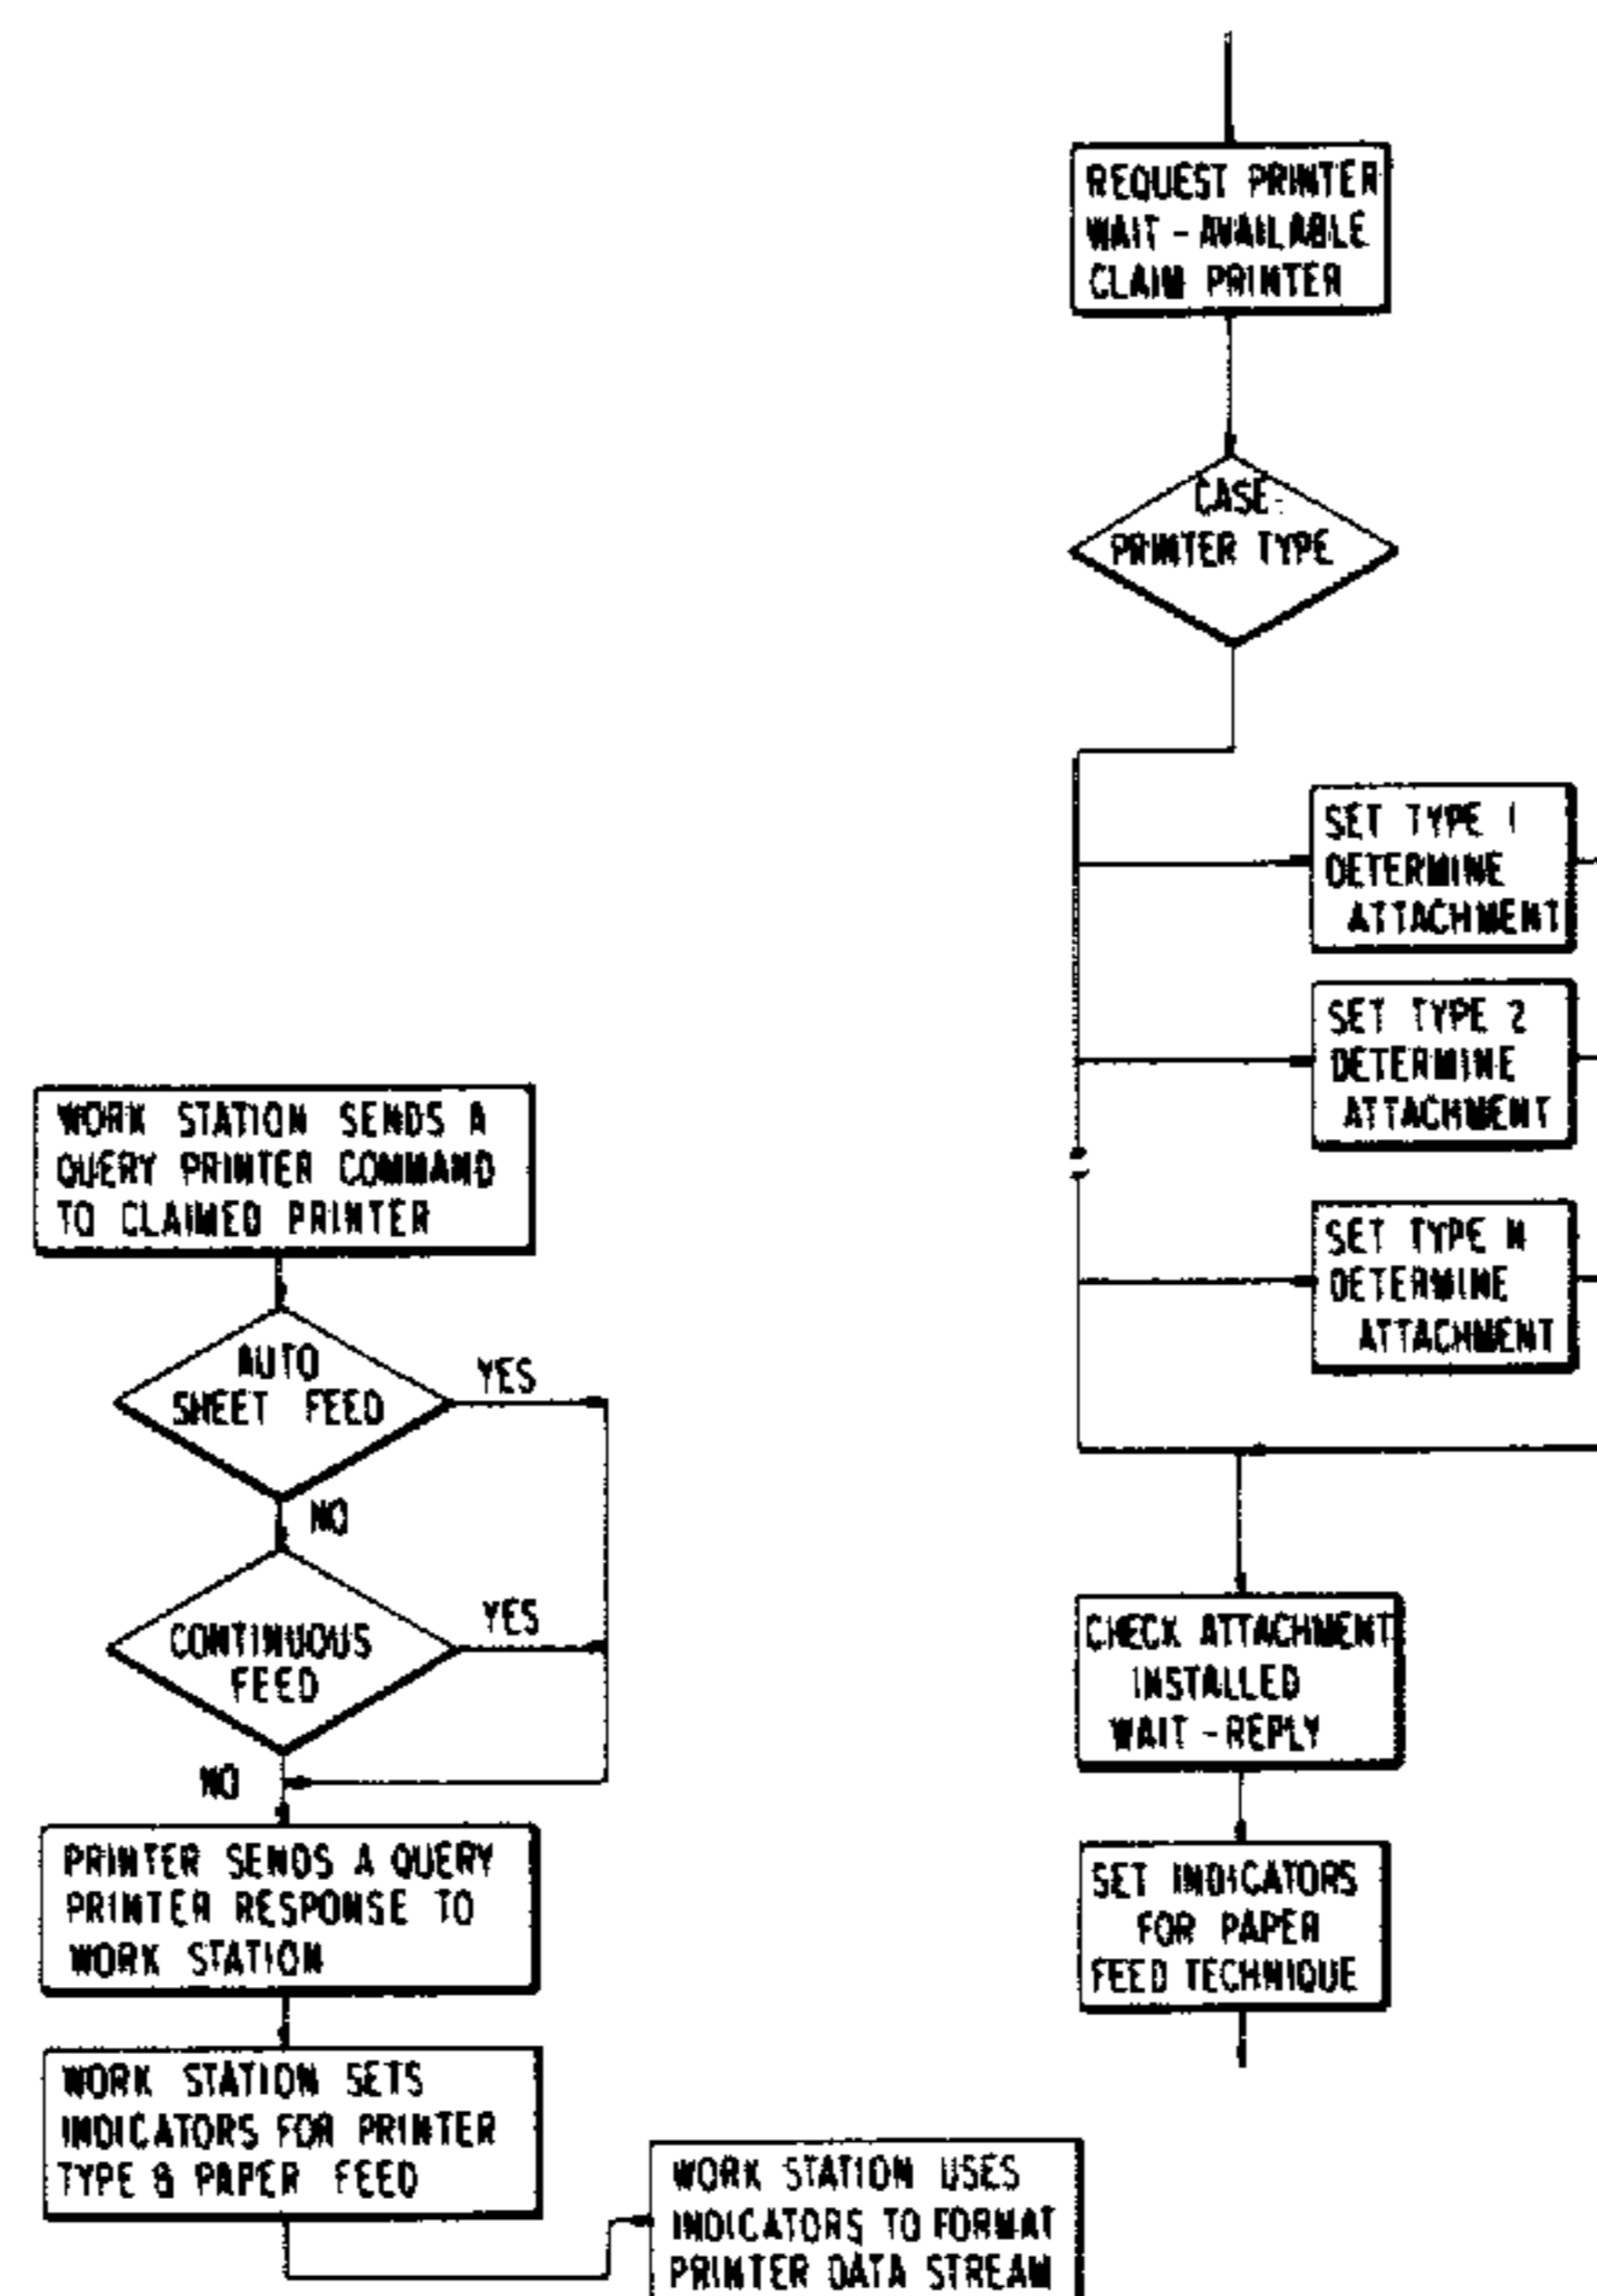 REQUEST PRINTER
WAIT - AVAILABLE
CLAIM PRINTER
CASE-
PRINTER TYPE
SET TYPE 1
DETERMINE
ATTACHMENT
SET TYPE 2
DETERMINE
ATTACHMENT
SET TYPE N
DETERMINE
ATTACHMENT
CHECK ATTACHMENT
INSTALLED
WAIT - REPLY
SET INDICATORS
FOR PAPER
FEED TECHNIQUE
WORK STATION SENDS A
QUERY PRINTER COMMAND
TO CLAIMED PRINTER
AUTO
SHEET FEED
YES
NO
CONTINUOUS
FEED
YES
NO
PRINTER SENDS A QUERY
PRINTER RESPONSE TO
WORK STATION
WORK STATION SETS
INDICATORS FOR PRINTER
TYPE & PAPER FEED
WORK STATION USES
INDICATORS TO FORMAT
PRINTER DATA STREAM